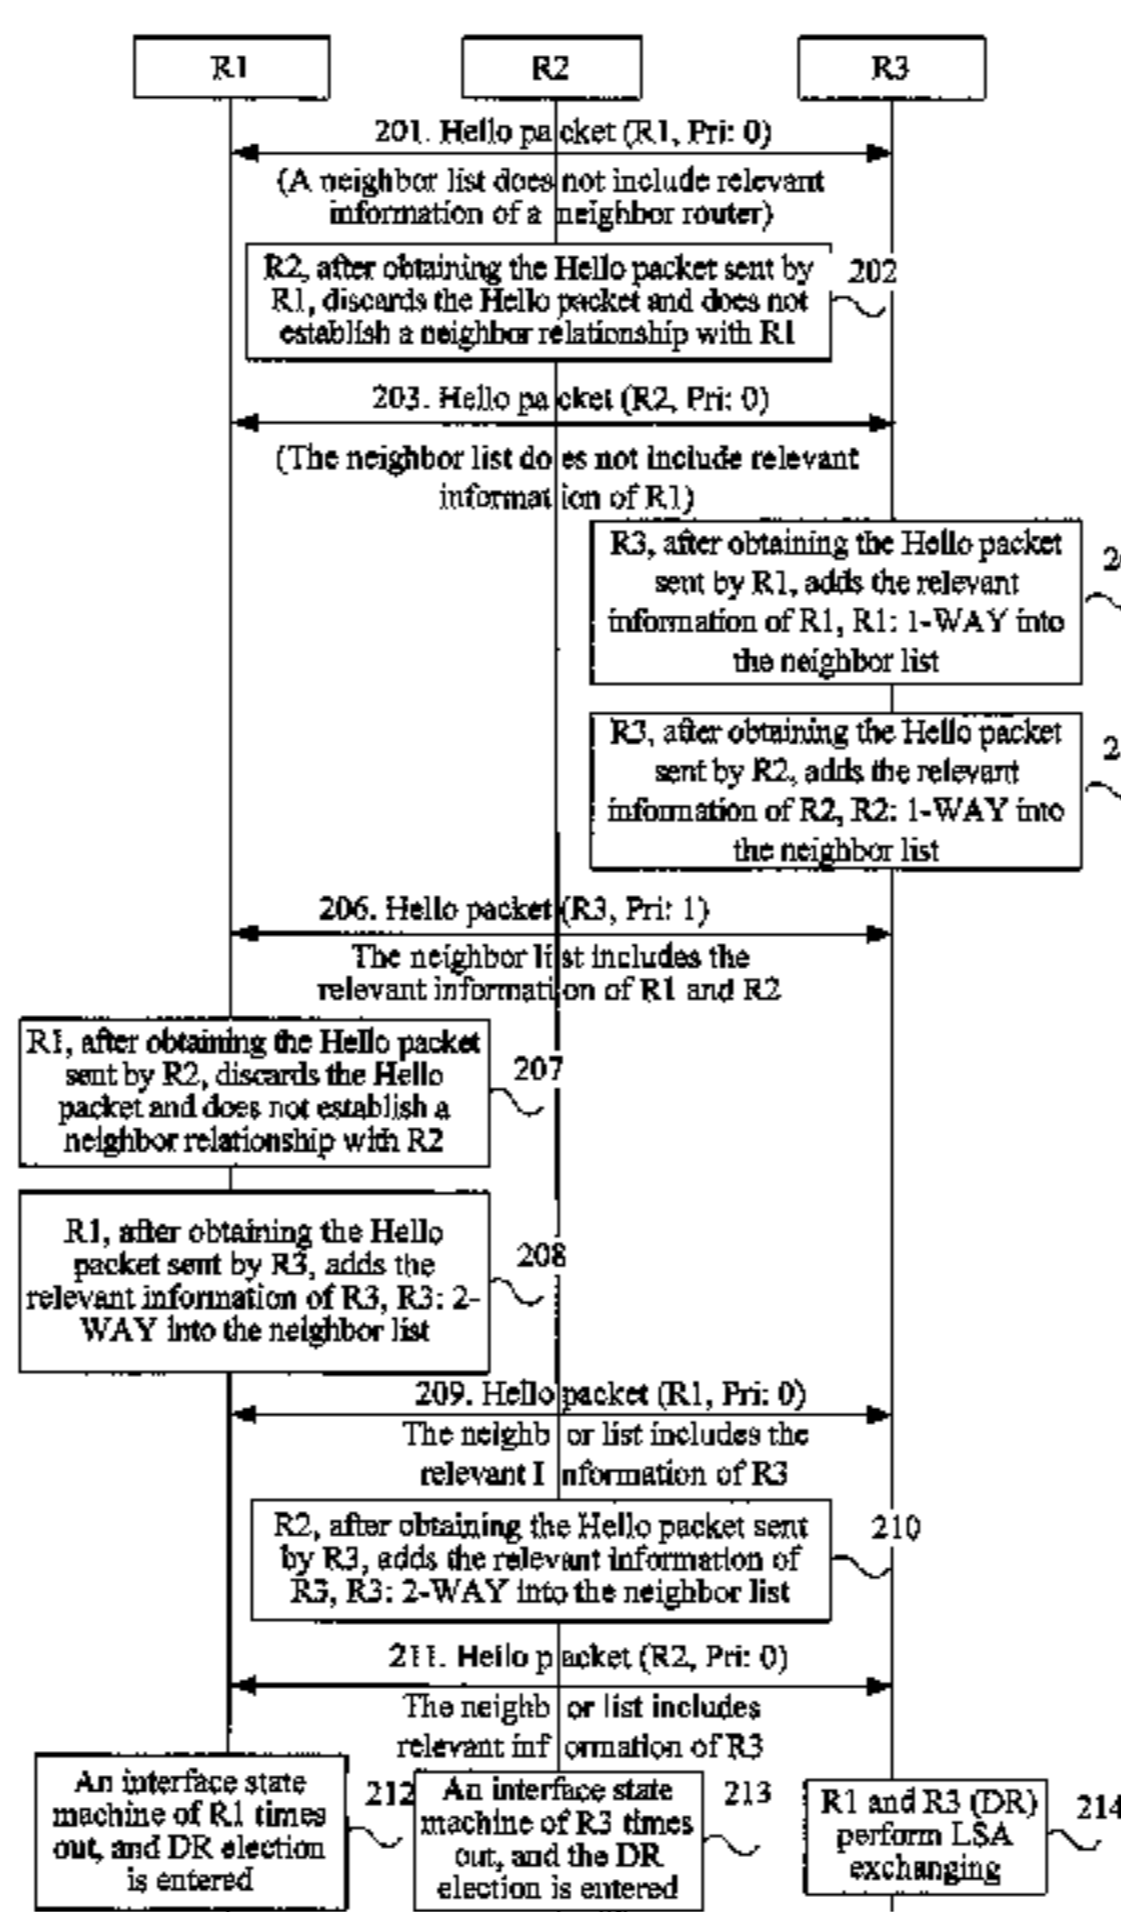 R1
R2
R3
201. Hello packet (R1, Pri: 0)
(A neighbor list does not include relevant
information of a neighbor router)
R2, after obtaining the Hello packet sent by
R1, discards the Hello packet and does not
establish a neighbor relationship with R1
202
203. Hello packet (R2, Pri: 0)
(The neighbor list does not include relevant
information of R1)
R3, after obtaining the Hello packet
sent by R1, adds the relevant
information of R1, R1: 1-WAY into
the neighbor list
R3, after obtaining the Hello packet
sent by R2, adds the relevant
information of R2, R2: 1-WAY into
the neighbor list
206. Hello packet (R3, Pri: 1)
The neighbor list includes the
relevant information of R1 and R2
R1, after obtaining the Hello packet
sent by R2, discards the Hello
packet and does not establish a
neighbor relationship with R2
207
R1, after obtaining the Hello
packet sent by R3, adds the
relevant information of R3, R3: 2-
WAY into the neighbor list
208
209. Hello packet (R1, Pri: 0)
The neighb or list includes the
relevant I nformation of R3
R2, after obtaining the Hello packet sent
by R3, adds the relevant information of
R3, R3: 2-WAY into the neighbor list
210
211. Hello packet (R2, Pri: 0)
The neighb or list includes
relevant inf ormation of R3
An interface state
machine of R1 times
out, and DR election
is entered
212
An interface state
machine of R3 times
out, and the DR
election is entered
213
R1 and R3 (DR)
perform LSA
exchanging
214